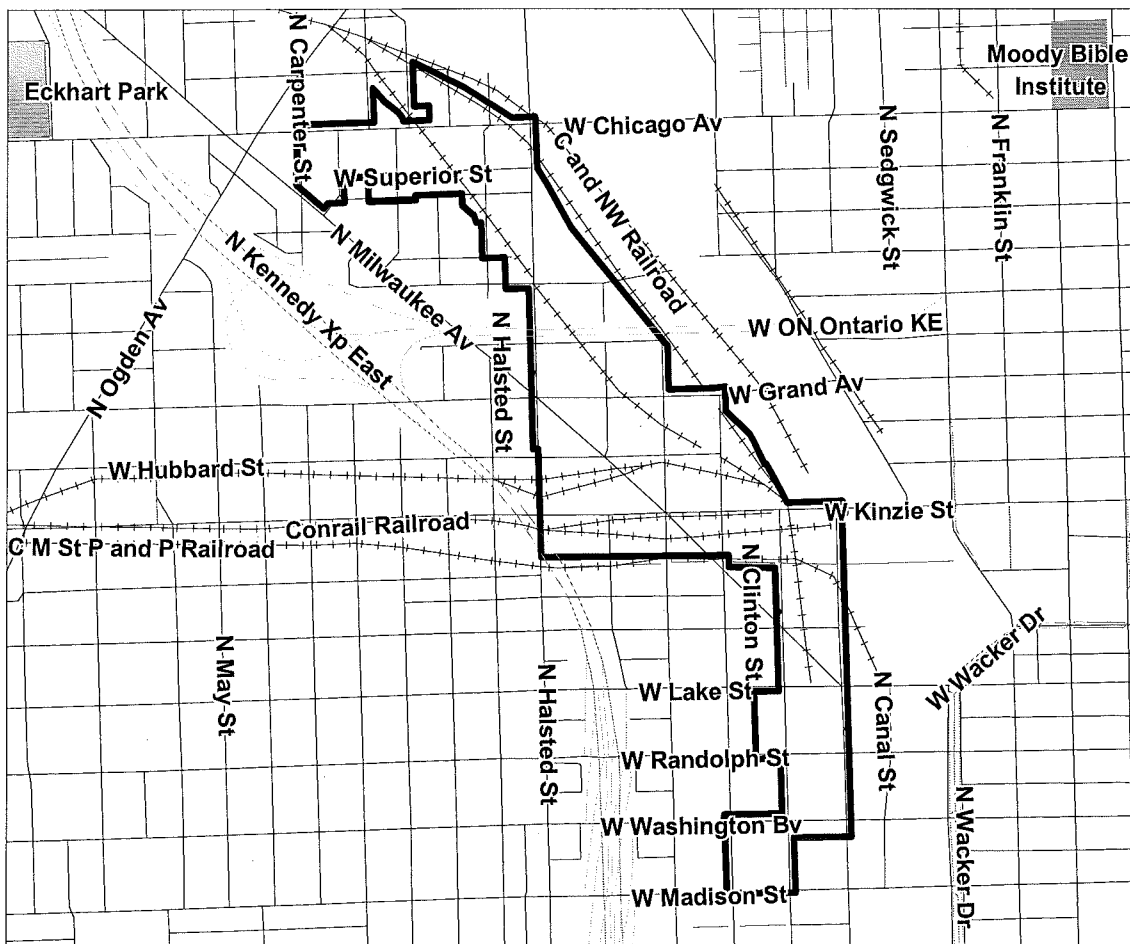 N Carpenter St
Moody Bible
Institute
Eckhart Park
W Chicago Av
C and NW Railroad
N Sedgwick St
N Franklin St
W Superior St
N Milwaukee Av
N Kennedy Xp East
N Ogden Av
N Halsted St
W ON Ontario KE
W Grand Av
W Hubbard St
W Kinzie St
Conrail Railroad
C M St P and P Railroad
N Clinton St
N May St
N Halsted St
W Lake St
N Canal St
W Wacker Dr
W Randolph St
W Washington Bv
N Wacker Dr
W Madison St